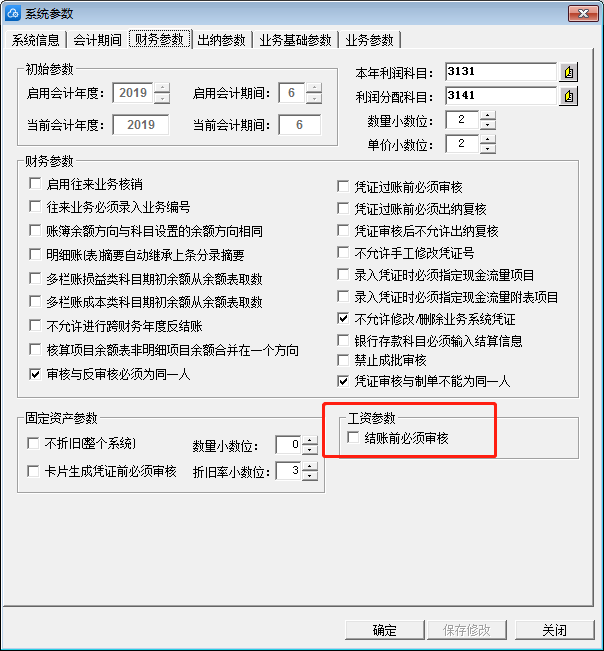 系统参数
系统信息 会计期间 财务参数 出纳参数 业务基础参数 业务参数
初始参数
启用会计年度: 2019 启用会计期间: 6
当前会计年度: 2019 当前会计期间: 6
本年利润科目: 3131
利润分配科目: 3141
数量小数位: 2
单价小数位: 2
财务参数
启用往来业务核销
往来业务必须录入业务编号
账簿余额方向与科目设置的余额方向相同
明细账(表)摘要自动继承上条分录摘要
多栏账损益类科目期初余额从余额表取数
多栏账成本类科目期初余额从余额表取数
不允许进行跨财务年度反结账
核算项目余额表非明细项目余额合并在一个方向
审核与反审核必须为同一人
凭证过账前必须审核
凭证过账前必须出纳复核
凭证审核后不允许出纳复核
不允许手工修改凭证号
录入凭证时必须指定现金流量项目
录入凭证时必须指定现金流量附表项目
不允许修改/删除业务系统凭证
银行存款科目必须输入结算信息
禁止成批审核
凭证审核与制单不能为同一人
固定资产参数
不折旧(整个系统) 数量小数位: 0
卡片生成凭证前必须审核 折旧率小数位: 3
工资参数
结账前必须审核
确定 保存修改 关闭